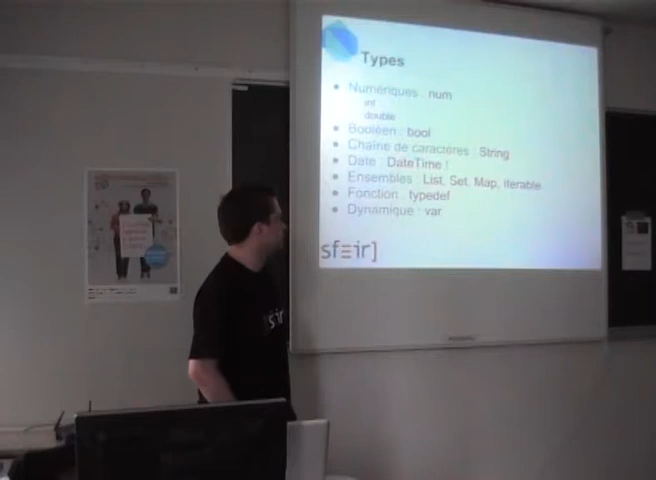 Types
• Numériques : num
int
double
• Booléen : bool
• Chaîne de caractères : String
• Date : DateTime !
• Ensembles : List, Set, Map, Iterable
• Fonction : typedef
• Dynamique : var
sfeir]